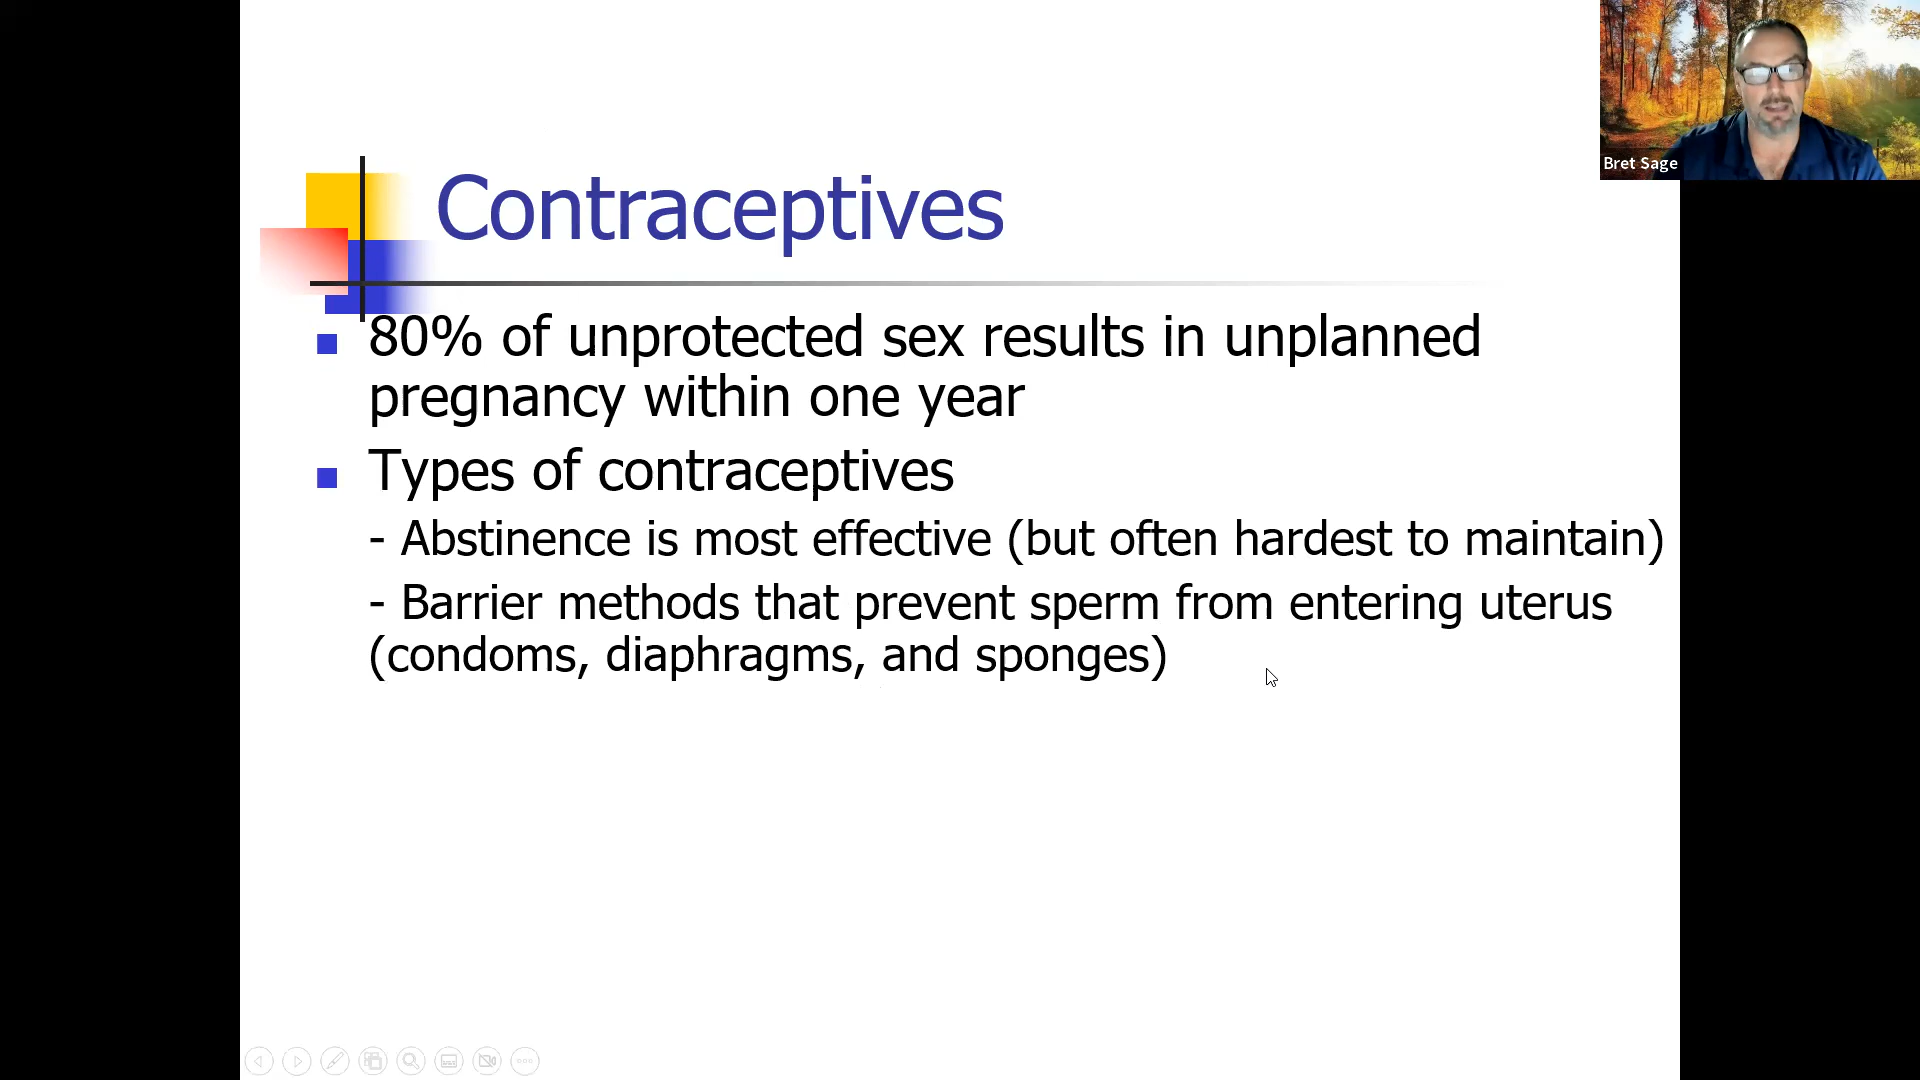 Bret Sage
Contraceptives
80% of unprotected sex results in unplanned
pregnancy within one year
Types of contraceptives
- Abstinence is most effective (but often hardest to maintain)
- Barrier methods that prevent sperm from entering uterus
(condoms, diaphragms, and sponges)